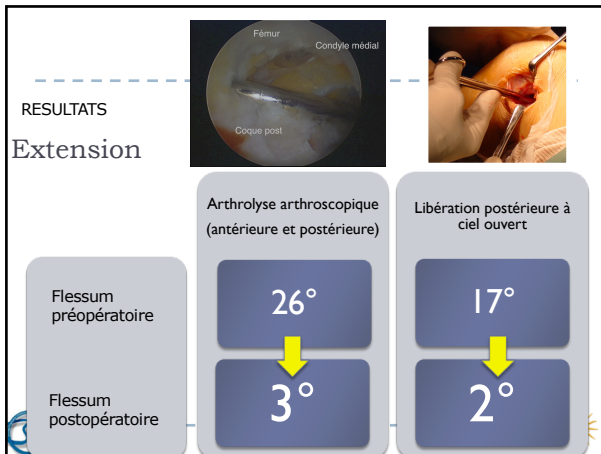 Fémur
Condyle médial
Coque post
RESULTATS
Extension
Arthrolyse arthroscopique
(antérieure et postérieure)
Libération postérieure à
ciel ouvert
Flessum
préopératoire
26°
17°
Flessum
postopératoire
3°
2°